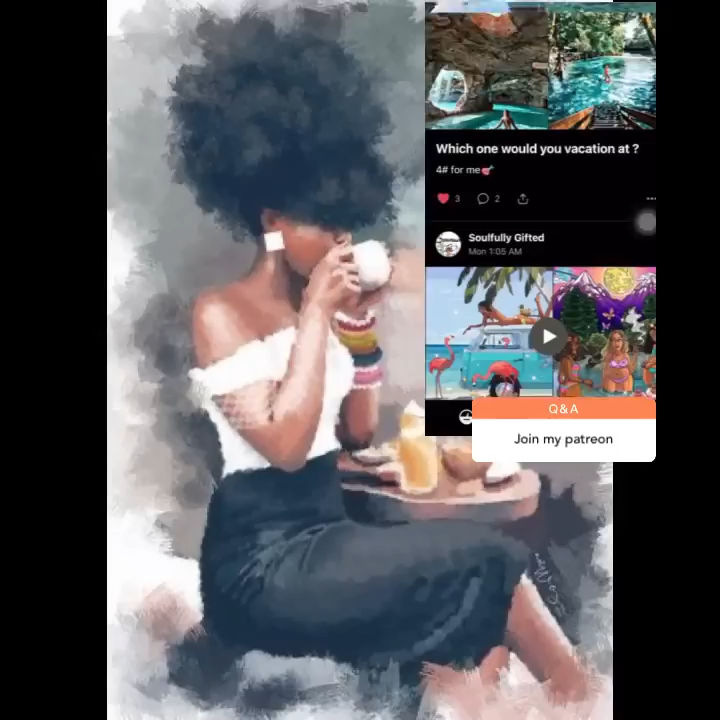 Which one would you vacation at ?
4# for me
3
2
Soulfully Gifted
Mon 1:05 AM
Q&A
Join my patreon